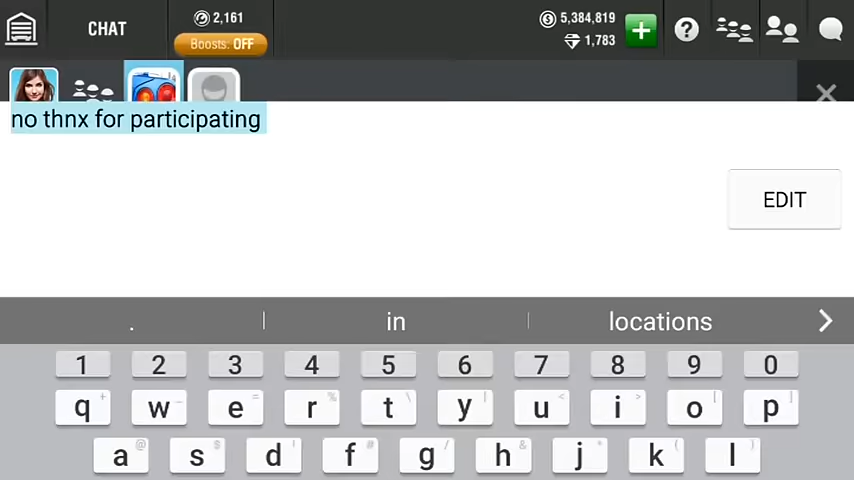 CHAT
2,161
Boosts: OFF
5,384,819
1,783
+
?
no thnx for participating
EDIT
. in locations
1 2 3 4 5 6 7 8 9 0
q w e r t y u i o p
a s d f g h j k l